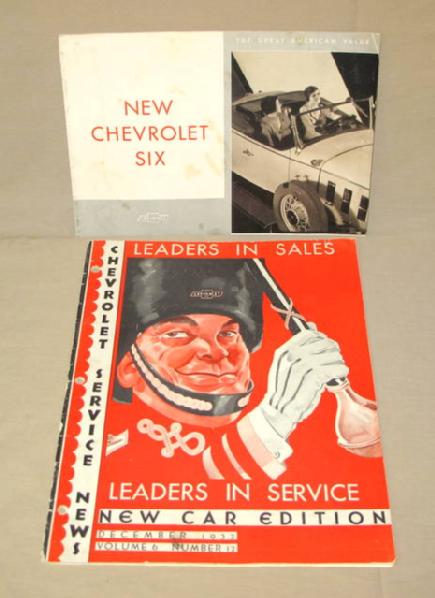 THE GREAT AMERICAN VALUE
NEW
CHEVROLET
SIX
CHEVROLET SERVICE NEWS
LEADERS IN SALES
LEADERS IN SERVICE
NEW CAR EDITION
DECEMBER 1932
VOLUME 6 NUMBER 12